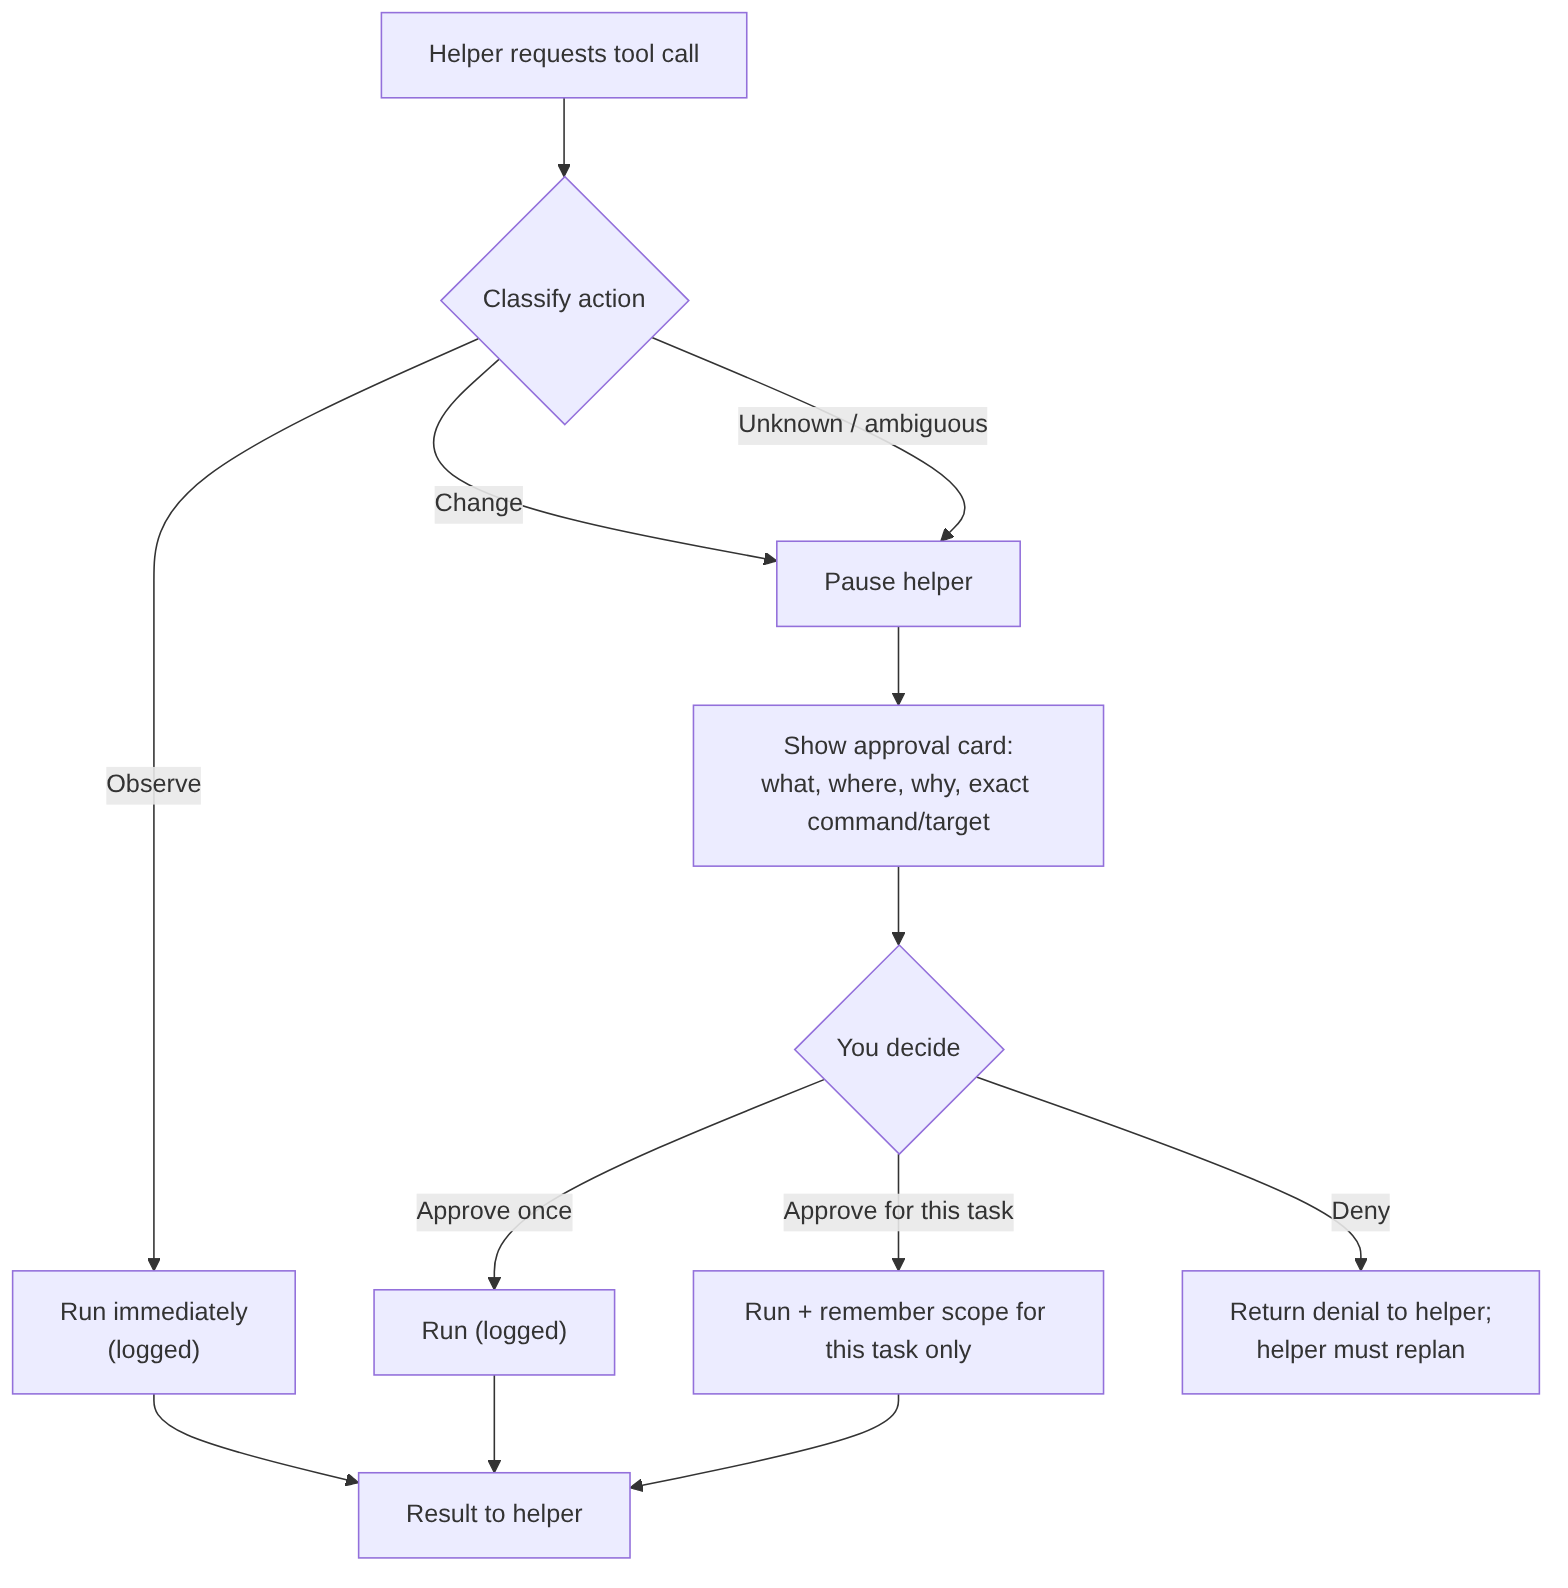 Helper requests tool call
Classify action
Unknown / ambiguous
Change
Pause helper
Show approval card:
what, where, why, exact
command/target
Observe
You decide
Approve once
Approve for this task
Deny
Run immediately
(logged)
Run (logged)
Run + remember scope for
this task only
Return denial to helper;
helper must replan
Result to helper